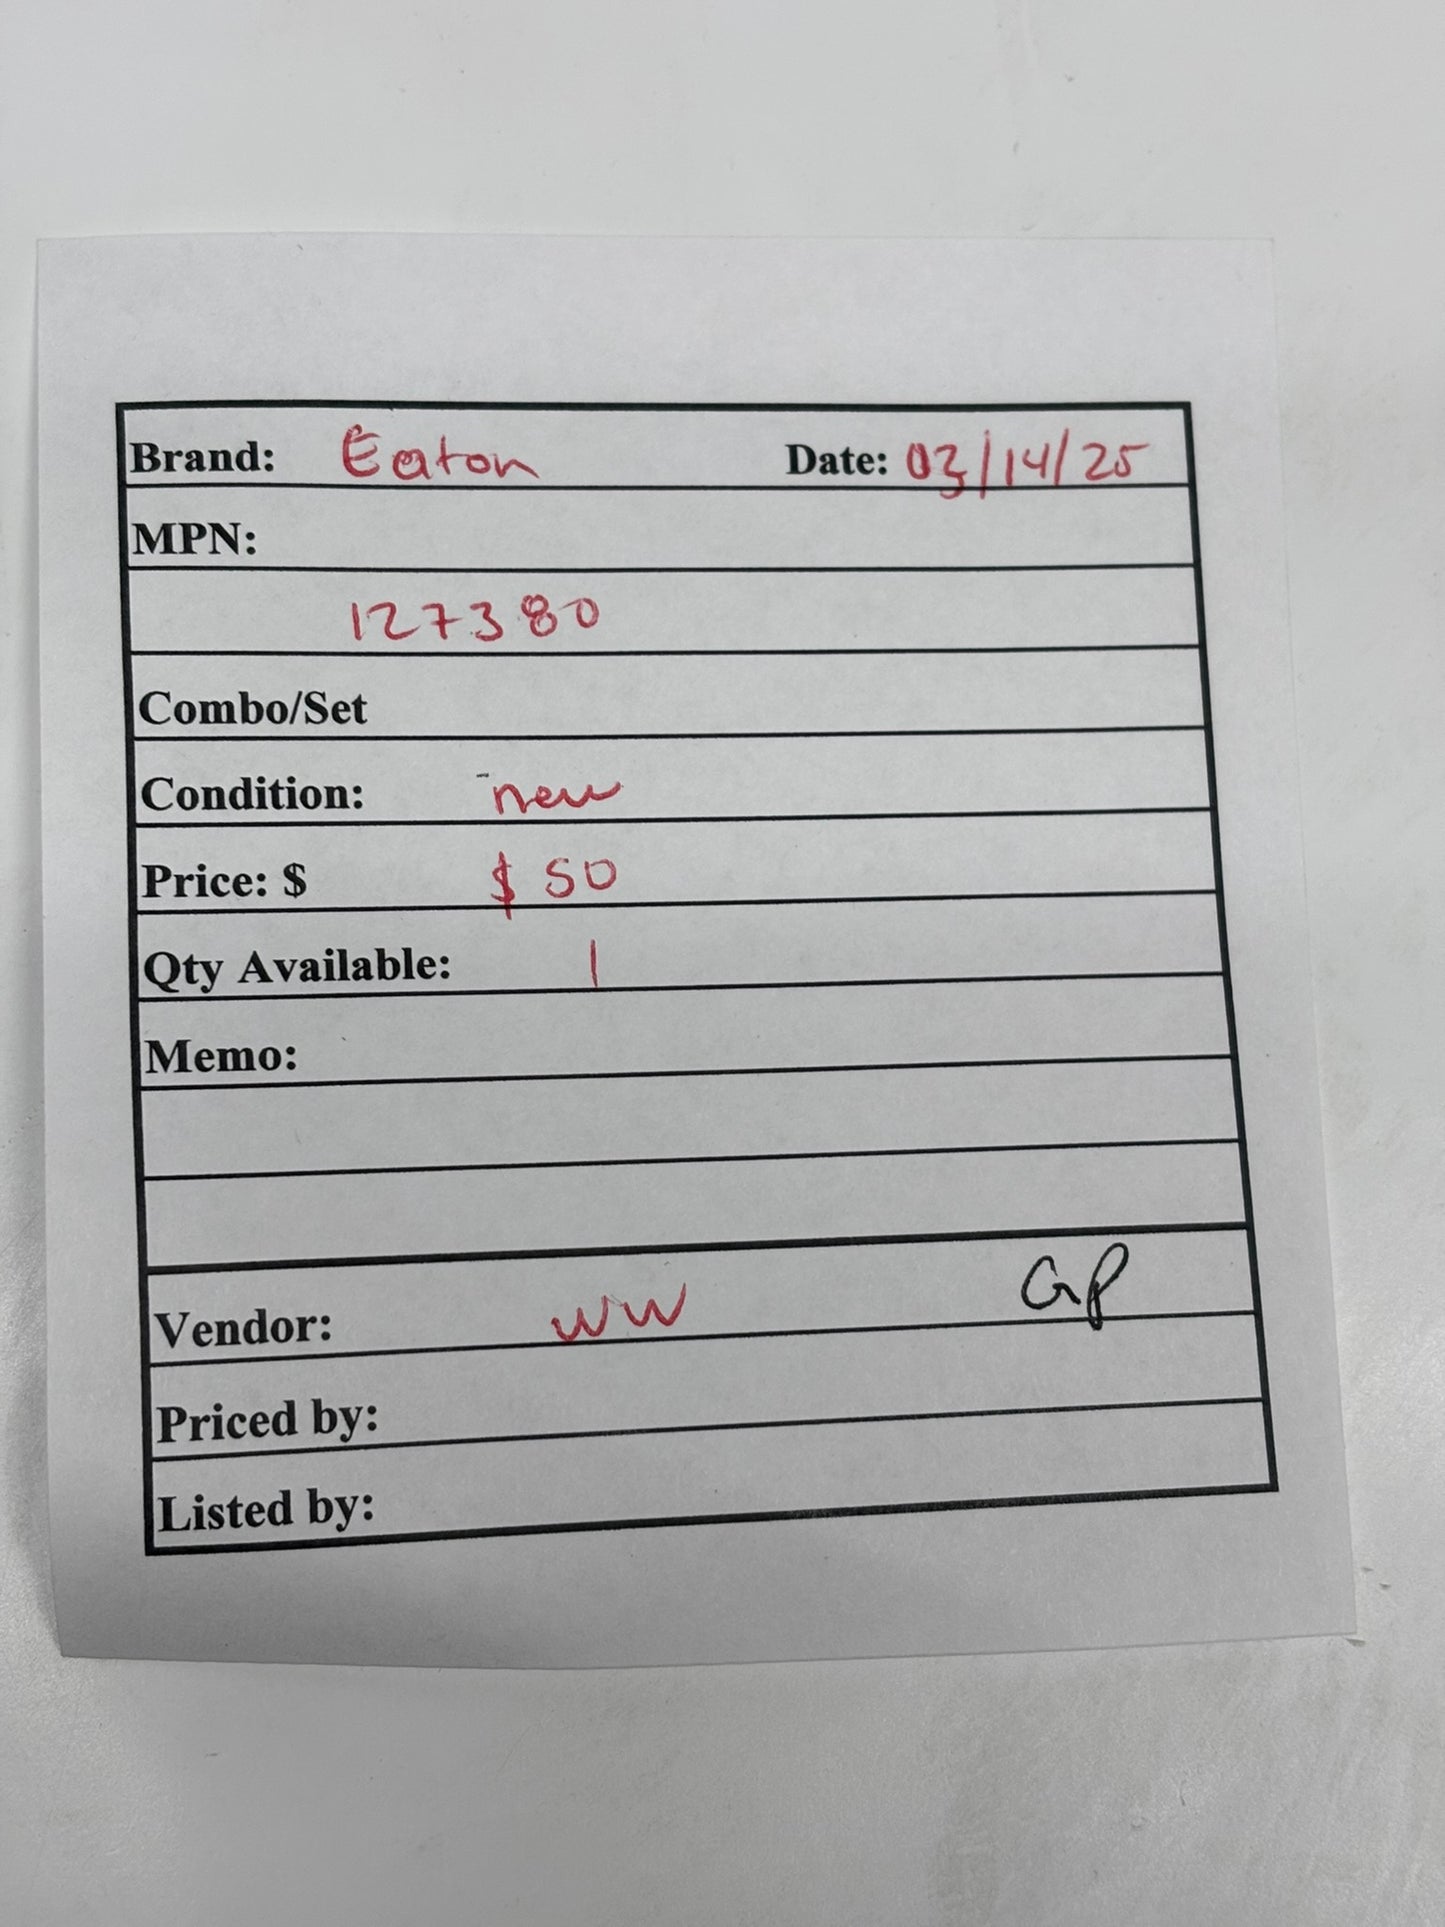 Brand: Eaton Date: 03/14/25
MPN:
127380
Combo/Set
Condition: new
Price: $ $ 50
Qty Available: 1
Memo:
Vendor: WW GP
Priced by:
Listed by: